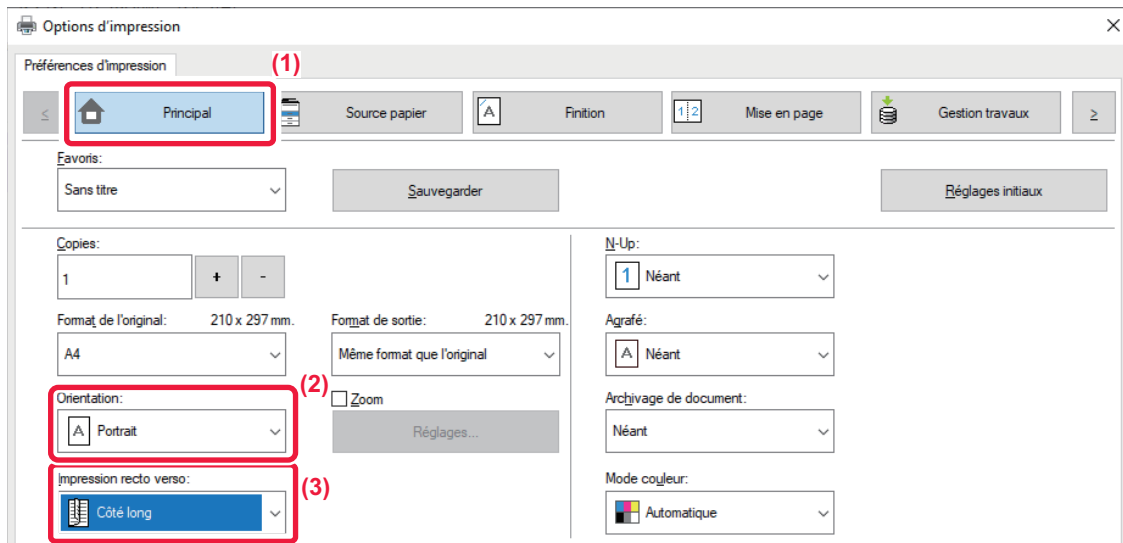 Options d'impression
Préférences d'impression
(1)
≤ Principal Source papier A Finition 1 2 Mise en page Gestion travaux ≥
Favoris:
Sans titre Sauvegarder Réglages initiaux
Copies: N-Up:
1 + - 1 Néant
Format de l'original: 210 x 297 mm. Format de sortie: 210 x 297 mm. Agrafé:
A4 Même format que l'original A Néant
(2)
Orientation: Zoom Archivage de document:
A Portrait Réglages... Néant
Impression recto verso: (3) Mode couleur:
Côté long Automatique